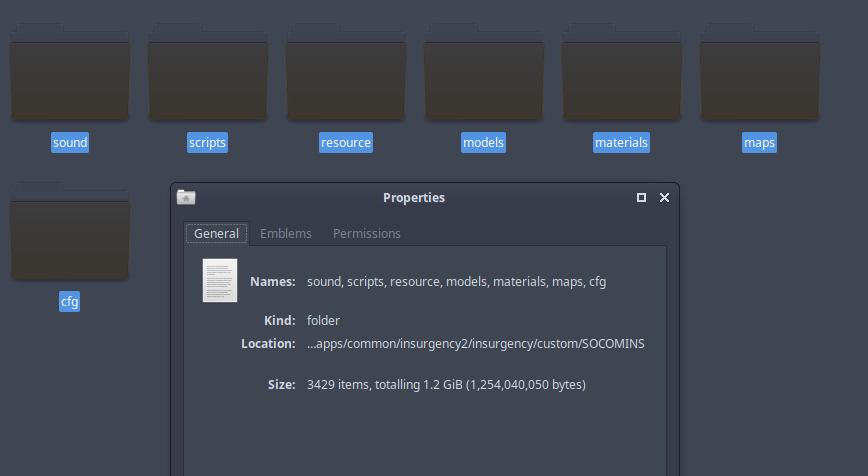 sound
scripts
resource
models
materials
maps
cfg
Properties
General
Emblems
Permissions
Names: sound, scripts, resource, models, materials, maps, cfg
Kind: folder
Location: ...apps/common/insurgency2/insurgency/custom/SOCOMINS
Size: 3429 items, totalling 1.2 GiB (1,254,040,050 bytes)